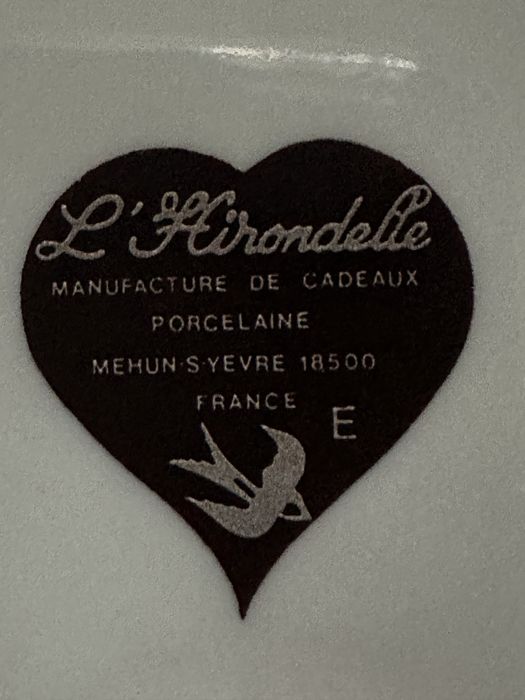 L'Hirondelle
MANUFACTURE DE CADEAUX
PORCELAINE
MEHUN·S·YEVRE 18500
FRANCE
E